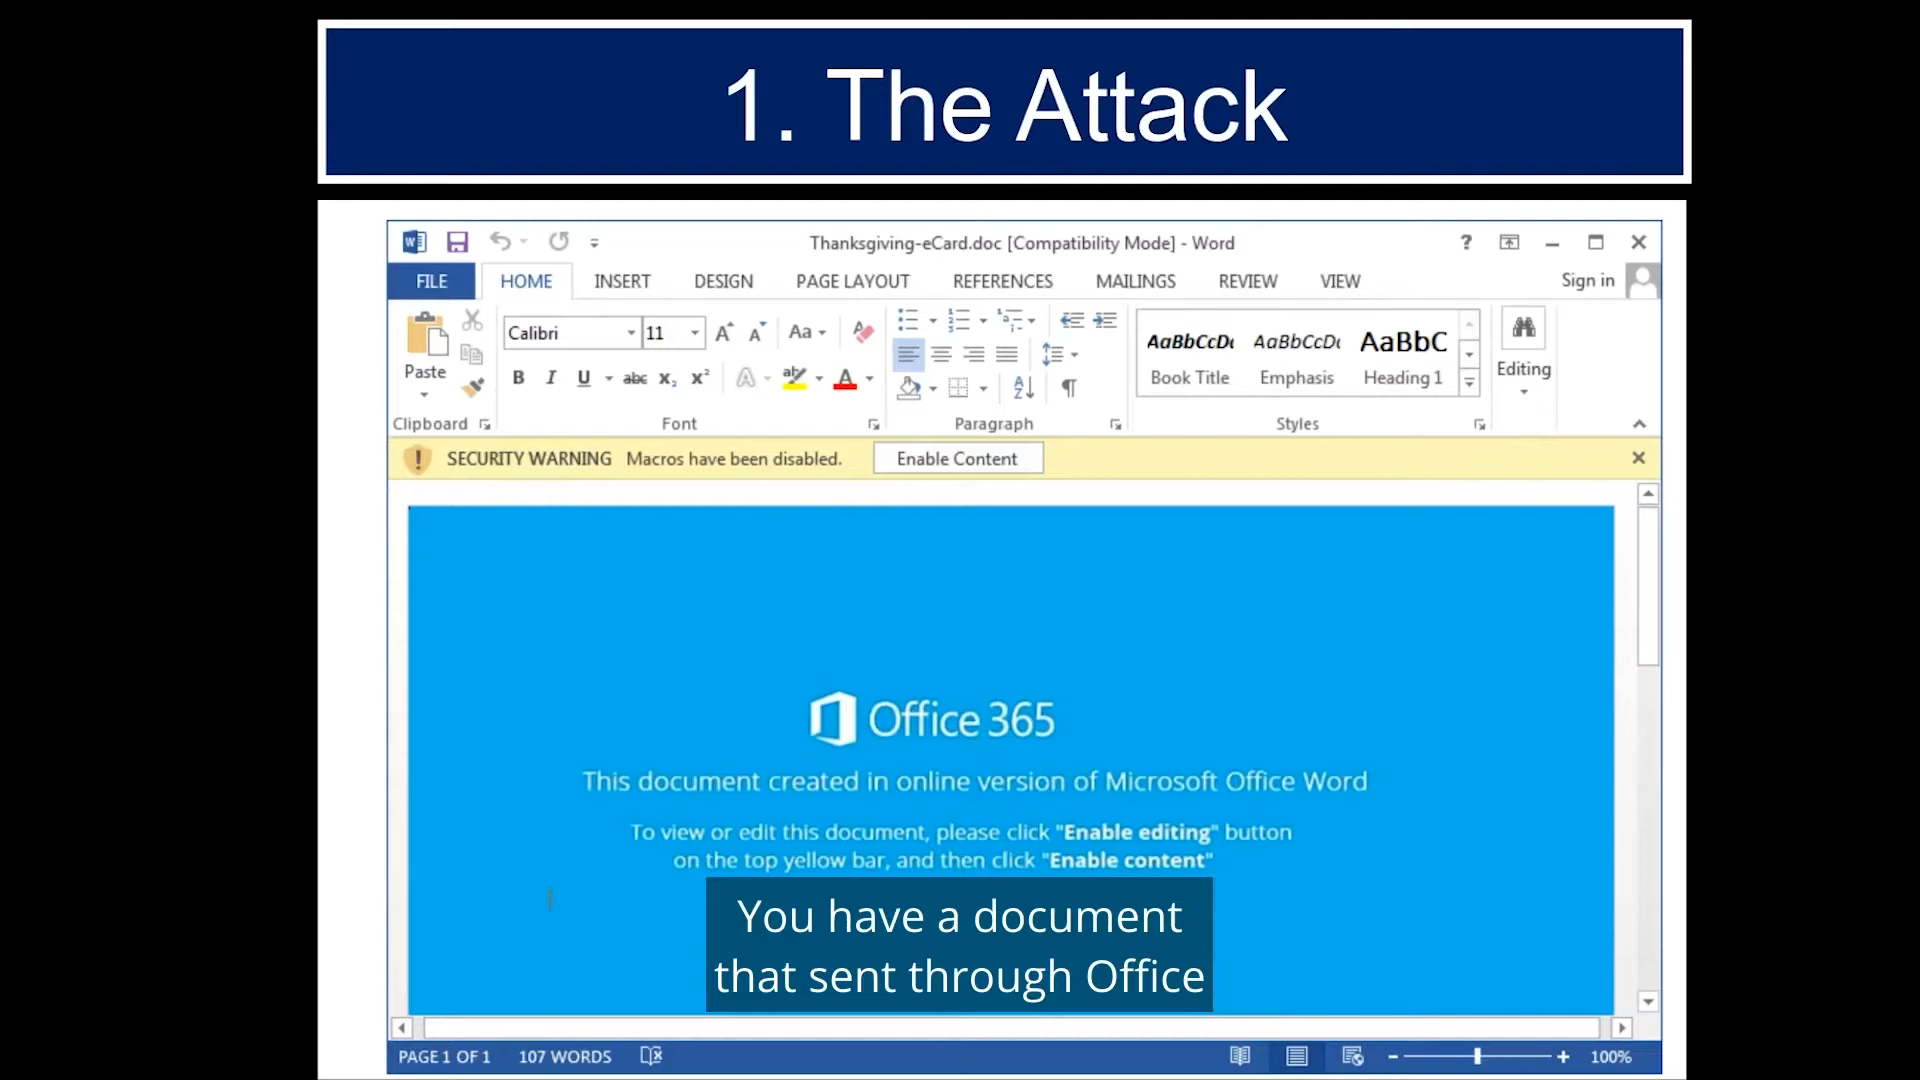 1. The Attack
Thanksgiving-eCard.doc [Compatibility Mode] - Word
?
FILE HOME INSERT DESIGN PAGE LAYOUT REFERENCES MAILINGS REVIEW VIEW Sign in
Calibri 11 Aa
Paste
B I U abc X₂ X² A aby A
AaBbCcDc AaBbCcDc AaBbC
Book Title Emphasis Heading 1
Editing
Clipboard Font Paragraph Styles
SECURITY WARNING Macros have been disabled. Enable Content
Office 365
This document created in online version of Microsoft Office Word
To view or edit this document, please click "Enable editing" button
on the top yellow bar, and then click "Enable content"
You have a document
that sent through Office
PAGE 1 OF 1 107 WORDS 100%